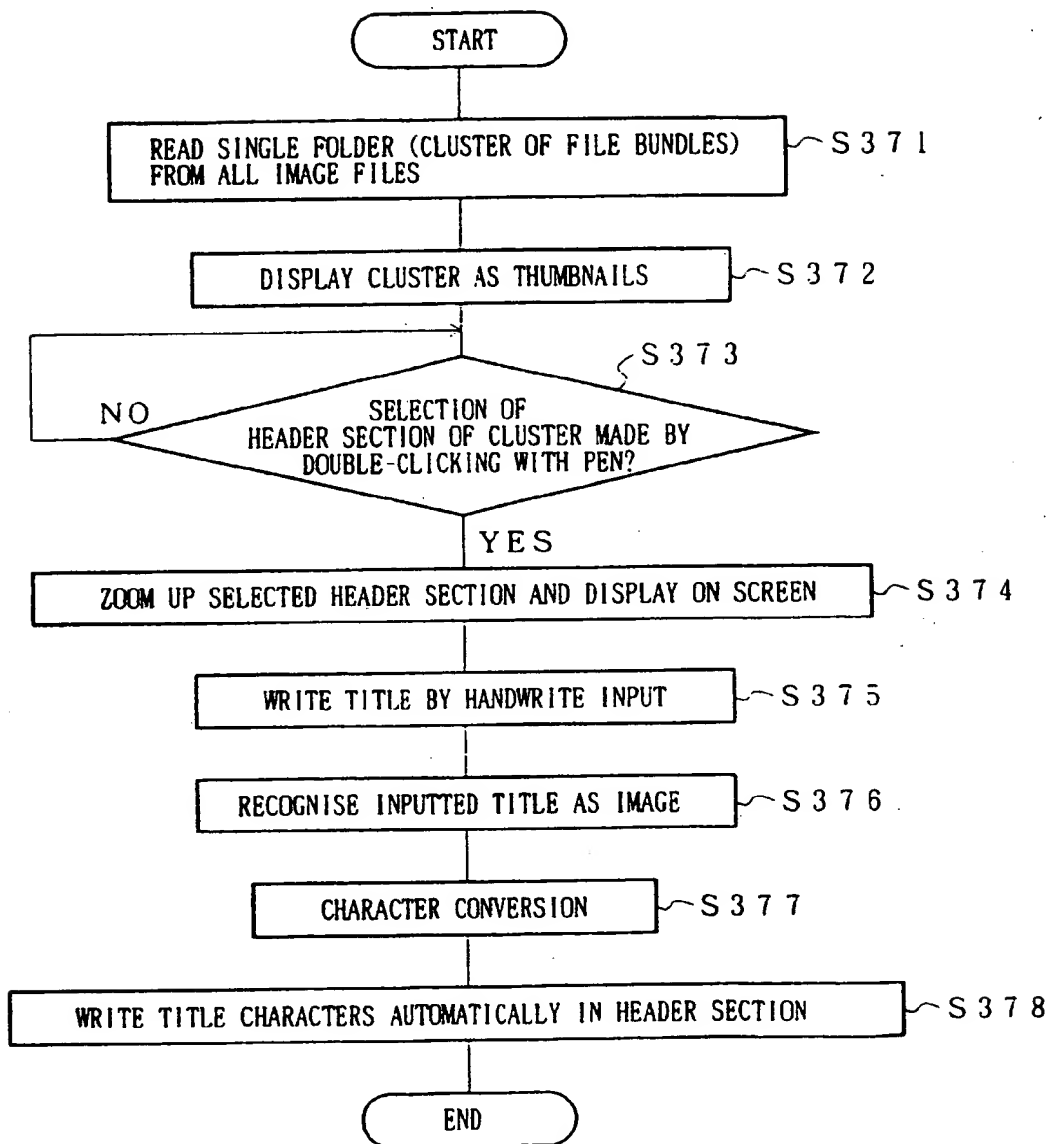 START
READ SINGLE FOLDER (CLUSTER OF FILE BUNDLES)
FROM ALL IMAGE FILES
S371
DISPLAY CLUSTER AS THUMBNAILS
S372
S373
NO
SELECTION OF
HEADER SECTION OF CLUSTER MADE BY
DOUBLE-CLICKING WITH PEN?
YES
ZOOM UP SELECTED HEADER SECTION AND DISPLAY ON SCREEN
S374
WRITE TITLE BY HANDWRITE INPUT
S375
RECOGNISE INPUTTED TITLE AS IMAGE
S376
CHARACTER CONVERSION
S377
WRITE TITLE CHARACTERS AUTOMATICALLY IN HEADER SECTION
S378
END